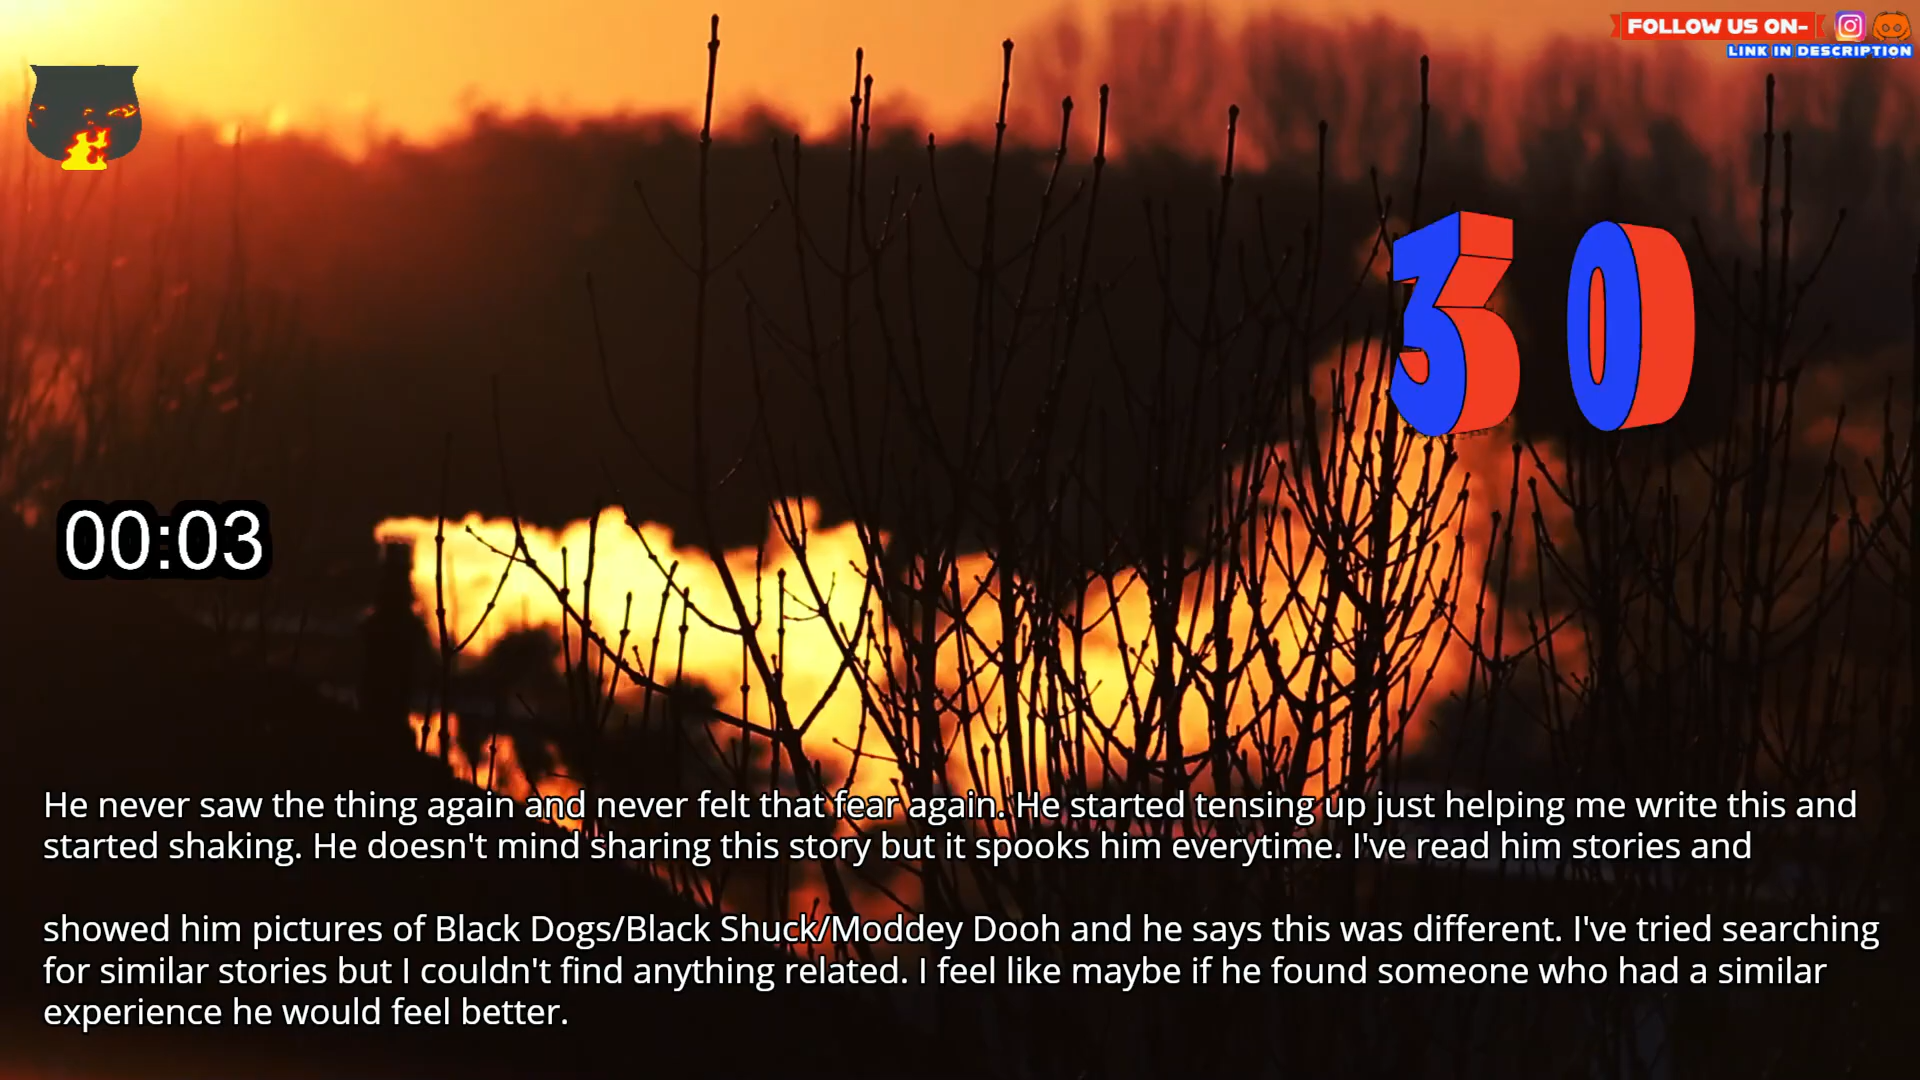 FOLLOW US ON-
LINK IN DESCRIPTION
30
00:03
He never saw the thing again and never felt that fear again. He started tensing up just helping me write this and
started shaking. He doesn't mind sharing this story but it spooks him everytime. I've read him stories and
showed him pictures of Black Dogs/Black Shuck/Moddey Dooh and he says this was different. I've tried searching
for similar stories but I couldn't find anything related. I feel like maybe if he found someone who had a similar
experience he would feel better.